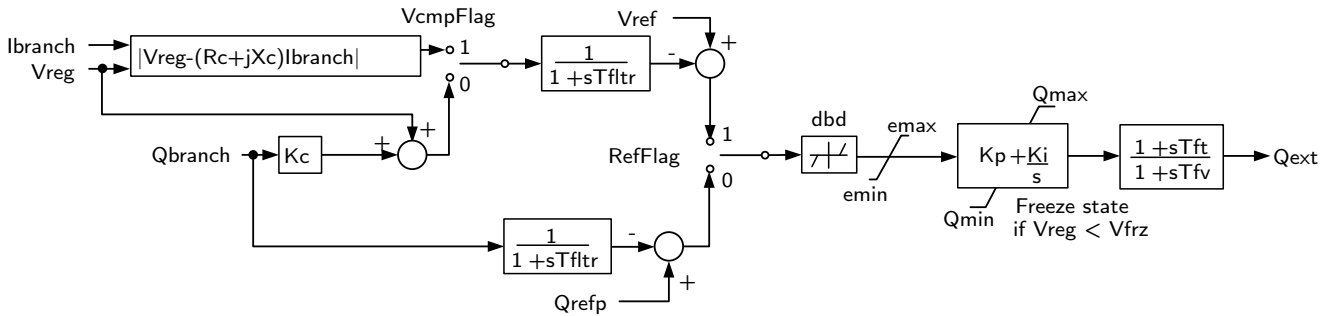 VcmpFlag
Vref
Ibranch
Vreg
|Vreg-(Rc+jXc)Ibranch|
1
0
1
1 +sTfltr
-
+
+
+
Qbranch
Kc
RefFlag
1
0
dbd
emax
emin
Qmax
Kp +Ki
s
Qmin
Freeze state
if Vreg < Vfrz
1 +sTft
1 +sTfv
Qext
1
1 +sTfltr
-
+
Qrefp